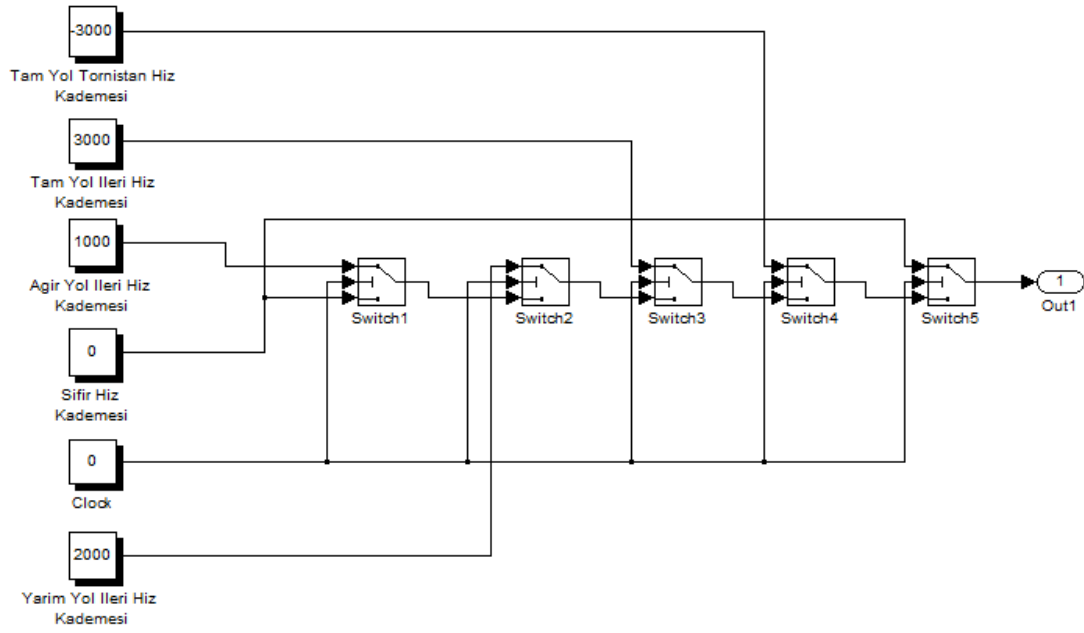 -3000
Tam Yol Tornistan Hiz
Kademesi
3000
Tam Yol Ileri Hiz
Kademesi
1000
Agir Yol Ileri Hiz
Kademesi
0
Sifir Hiz
Kademesi
0
Clock
2000
Yarim Yol Ileri Hiz
Kademesi
Switch1
Switch2
Switch3
Switch4
Switch5
1
Out1